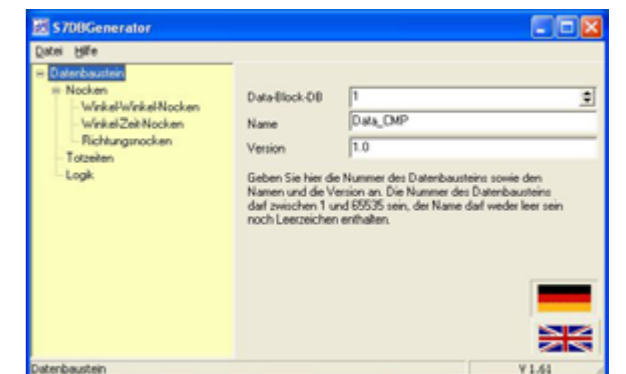 S7DBGenerator
Datei Hilfe
Datenbaustein
Nocken
Winkel-Winkel-Nocken
Winkel-Zeit-Nocken
Richtungsnocken
Totzeiten
Logik
Data-Block-DB 1
Name Data_CMP
Version 1.0
Geben Sie hier die Nummer des Datenbausteins sowie den
Namen und die Version an. Die Nummer des Datenbausteins
darf zwischen 1 und 65535 sein, der Name darf weder leer sein
noch Leerzeichen enthalten.
Datenbaustein V 1.61